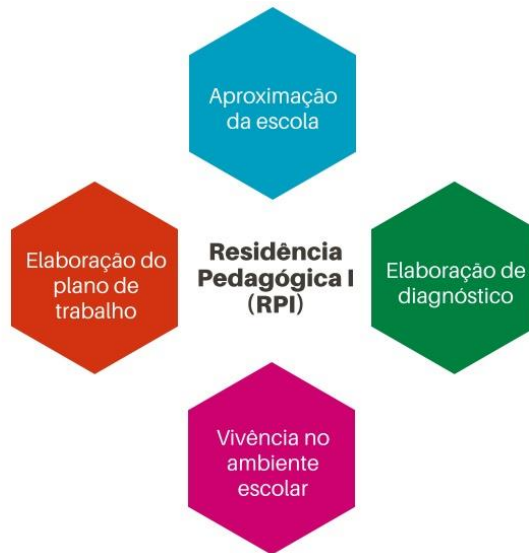 Aproximação
da escola
Elaboração do
plano de
trabalho
Residência
Pedagógica I
(RPI)
Elaboração de
diagnóstico
Vivência no
ambiente
escolar